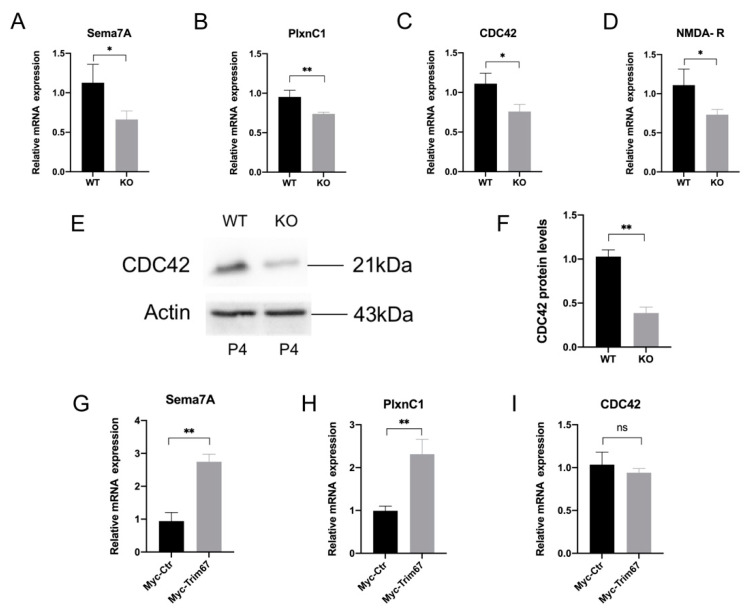 A
Sema7A
Relative mRNA expression
1.5
1.0
0.5
0.0
*
WT KO
B
PlxnC1
Relative mRNA expression
1.5
1.0
0.5
0.0
**
WT KO
C
CDC42
Relative mRNA expression
1.5
1.0
0.5
0.0
*
WT KO
D
NMDA- R
Relative mRNA expression
1.5
1.0
0.5
0.0
*
WT KO
E
WT KO
CDC42 21kDa
Actin 43kDa
P4 P4
F
CDC42 protein levels
1.5
1.0
0.5
0.0
**
WT KO
G
Sema7A
Relative mRNA expression
4
3
2
1
0
**
Myc-Ctr
Myc-Trim67
H
PlxnC1
Relative mRNA expression
3
2
1
0
**
Myc-Ctr
Myc-Trim67
I
CDC42
Relative mRNA expression
1.5
1.0
0.5
0.0
ns
Myc-Ctr
Myc-Trim67